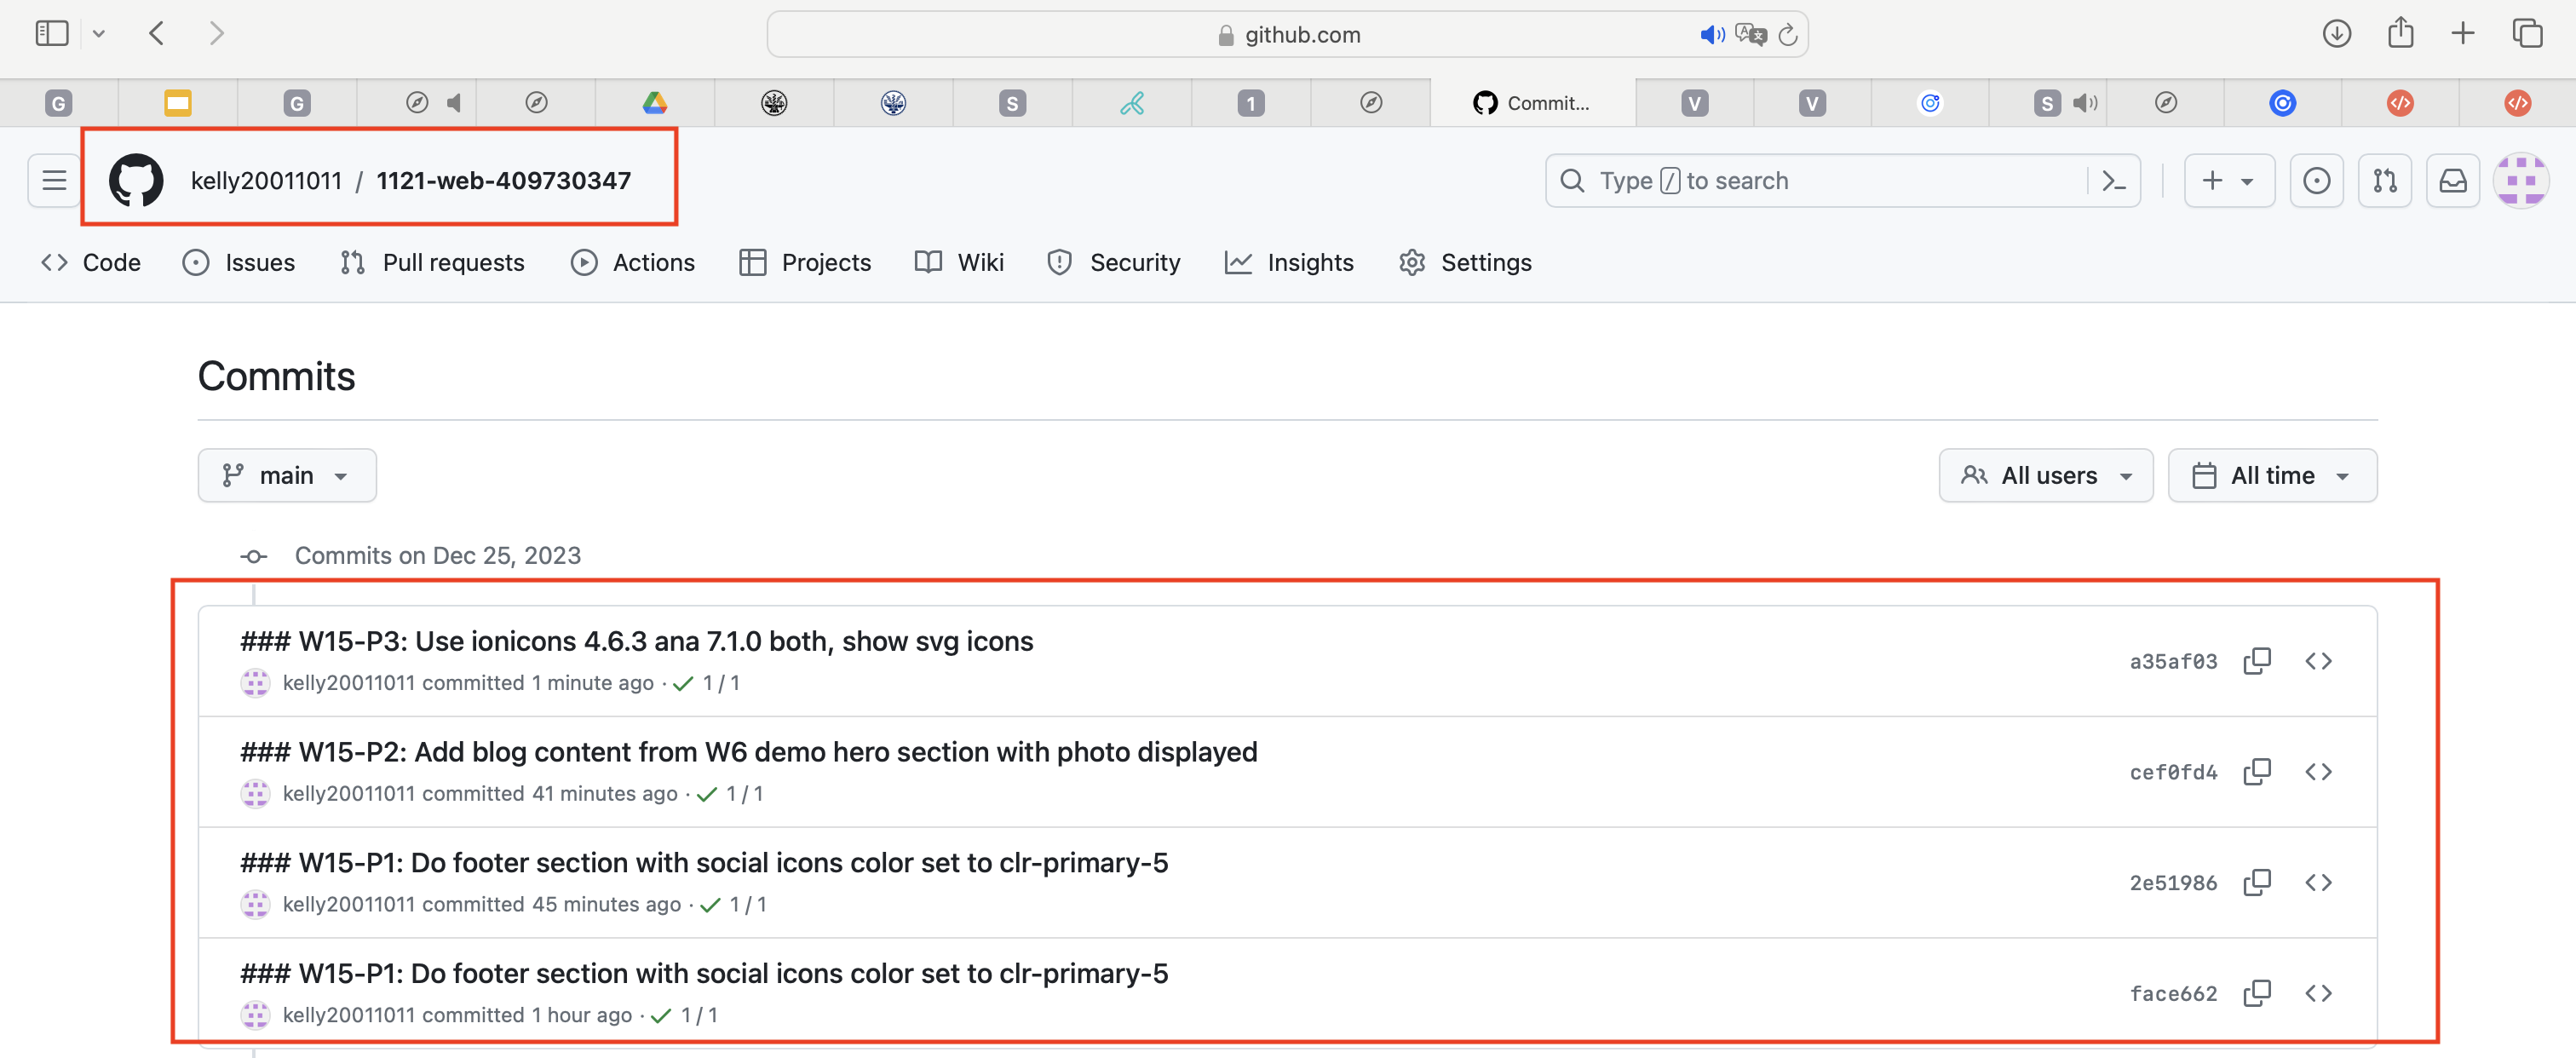 github.com
G
G
S
1
Commit...
V
V
S
kelly20011011 / 1121-web-409730347
Type / to search
Code
Issues
Pull requests
Actions
Projects
Wiki
Security
Insights
Settings
Commits
main
All users
All time
Commits on Dec 25, 2023
### W15-P3: Use ionicons 4.6.3 ana 7.1.0 both, show svg icons
kelly20011011 committed 1 minute ago · 1 / 1
a35af03
### W15-P2: Add blog content from W6 demo hero section with photo displayed
kelly20011011 committed 41 minutes ago · 1 / 1
cef0fd4
### W15-P1: Do footer section with social icons color set to clr-primary-5
kelly20011011 committed 45 minutes ago · 1 / 1
2e51986
### W15-P1: Do footer section with social icons color set to clr-primary-5
kelly20011011 committed 1 hour ago · 1 / 1
face662